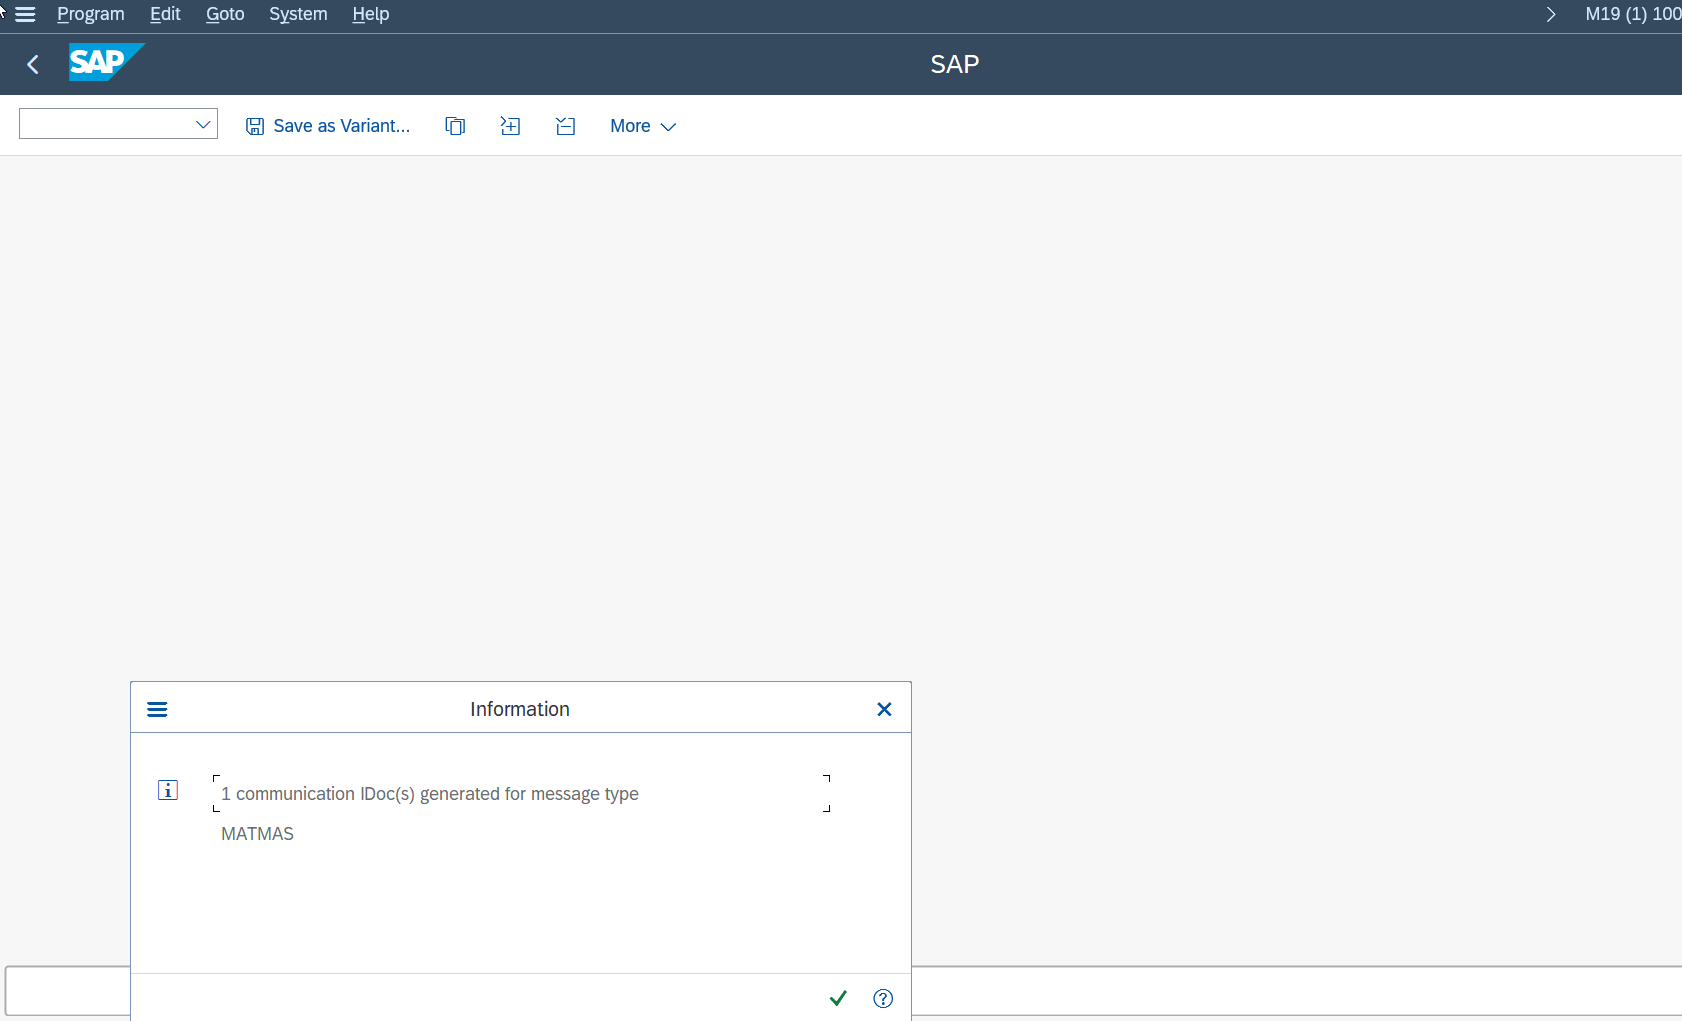 Program Edit Goto System Help M19 (1) 100
SAP SAP
Save as Variant... More
Information
1 communication IDoc(s) generated for message type
MATMAS